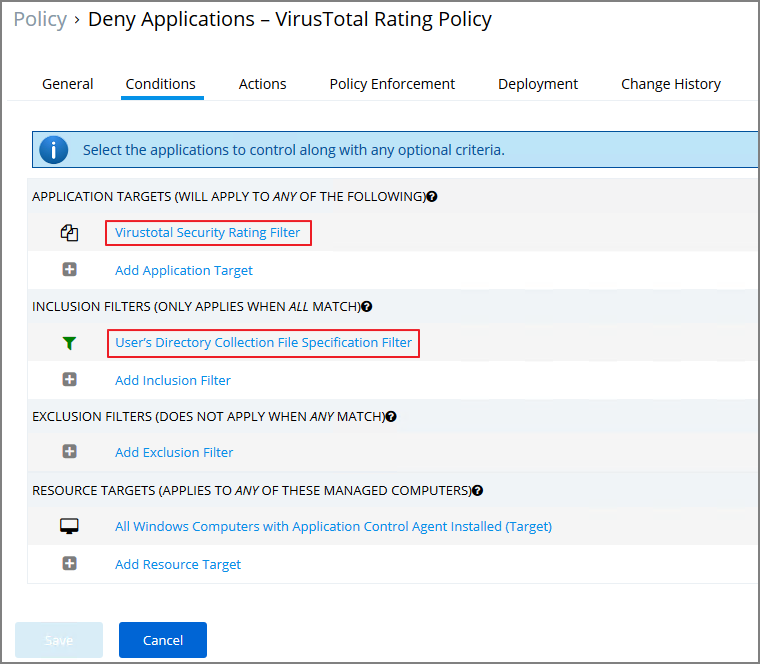 Policy › Deny Applications – VirusTotal Rating Policy
General Conditions Actions Policy Enforcement Deployment Change History
i Select the applications to control along with any optional criteria.
APPLICATION TARGETS (WILL APPLY TO ANY OF THE FOLLOWING)?
Virustotal Security Rating Filter
Add Application Target
INCLUSION FILTERS (ONLY APPLIES WHEN ALL MATCH)?
User's Directory Collection File Specification Filter
Add Inclusion Filter
EXCLUSION FILTERS (DOES NOT APPLY WHEN ANY MATCH)?
Add Exclusion Filter
RESOURCE TARGETS (APPLIES TO ANY OF THESE MANAGED COMPUTERS)?
All Windows Computers with Application Control Agent Installed (Target)
Add Resource Target
Save Cancel